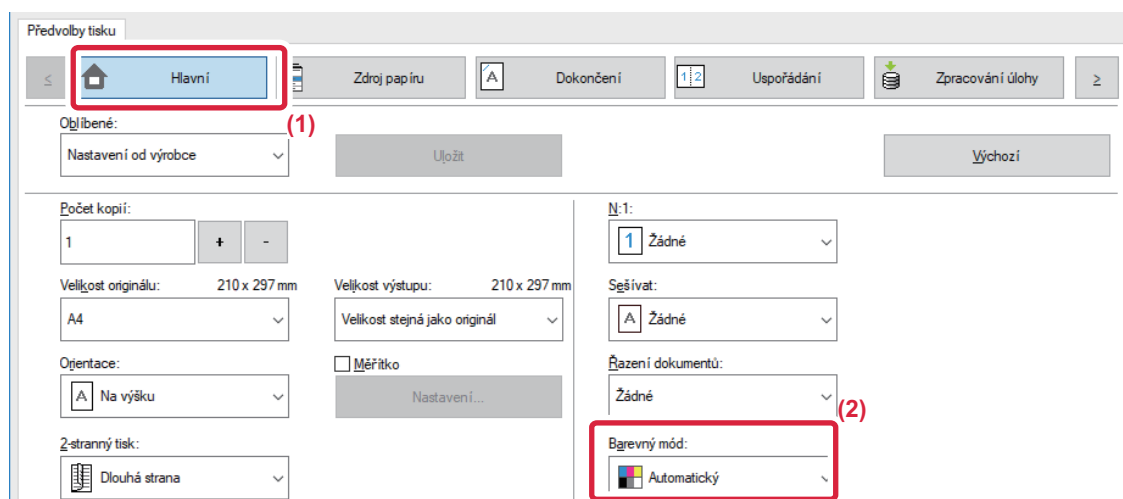 Předvolby tisku
≤ Hlavní Zdroj papíru A Dokončení 1 2 Uspořádání Zpracování úlohy ≥
(1)
Oblíbené:
Nastavení od výrobce Uložit Výchozí
Počet kopií: N:1:
1 + - 1 Žádné
Velikost originálu: 210 x 297 mm Velikost výstupu: 210 x 297 mm Sešívat:
A4 Velikost stejná jako originál A Žádné
Orientace: Měřítko Řazení dokumentů:
A Na výšku Nastavení... Žádné
(2)
2-stranný tisk: Barevný mód:
Dlouhá strana Automatický